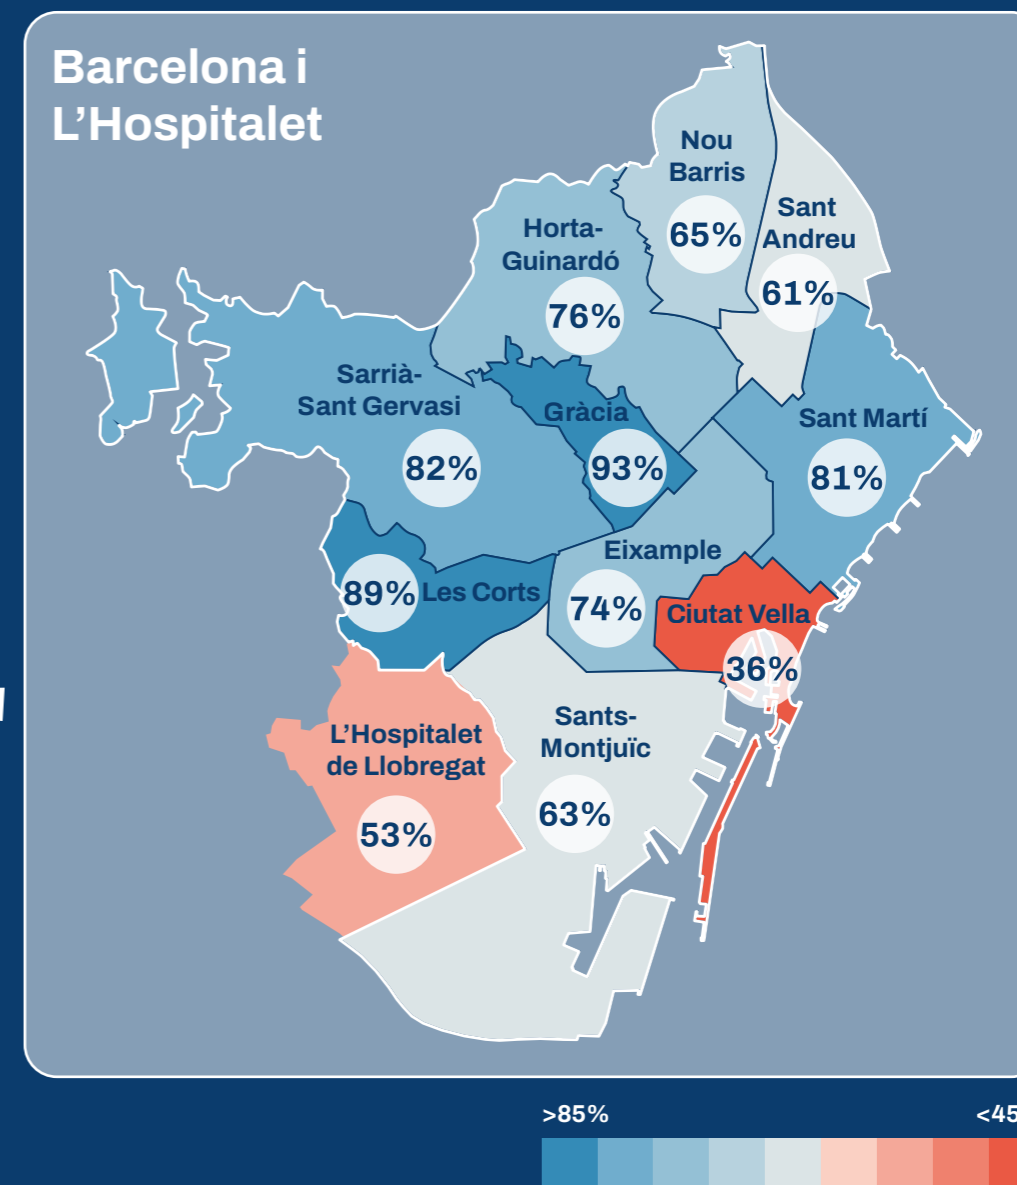 Barcelona i
L’Hospitalet
Nou
Barris
65%
Sant
Andreu
61%
Horta-
Guinardó
76%
Sarrià-
Sant Gervasi
82%
Gràcia
93%
Sant Martí
81%
Eixample
74%
89%
Les Corts
Ciutat Vella
36%
L’Hospitalet
de Llobregat
53%
Sants-
Montjuïc
63%
>85%
<45